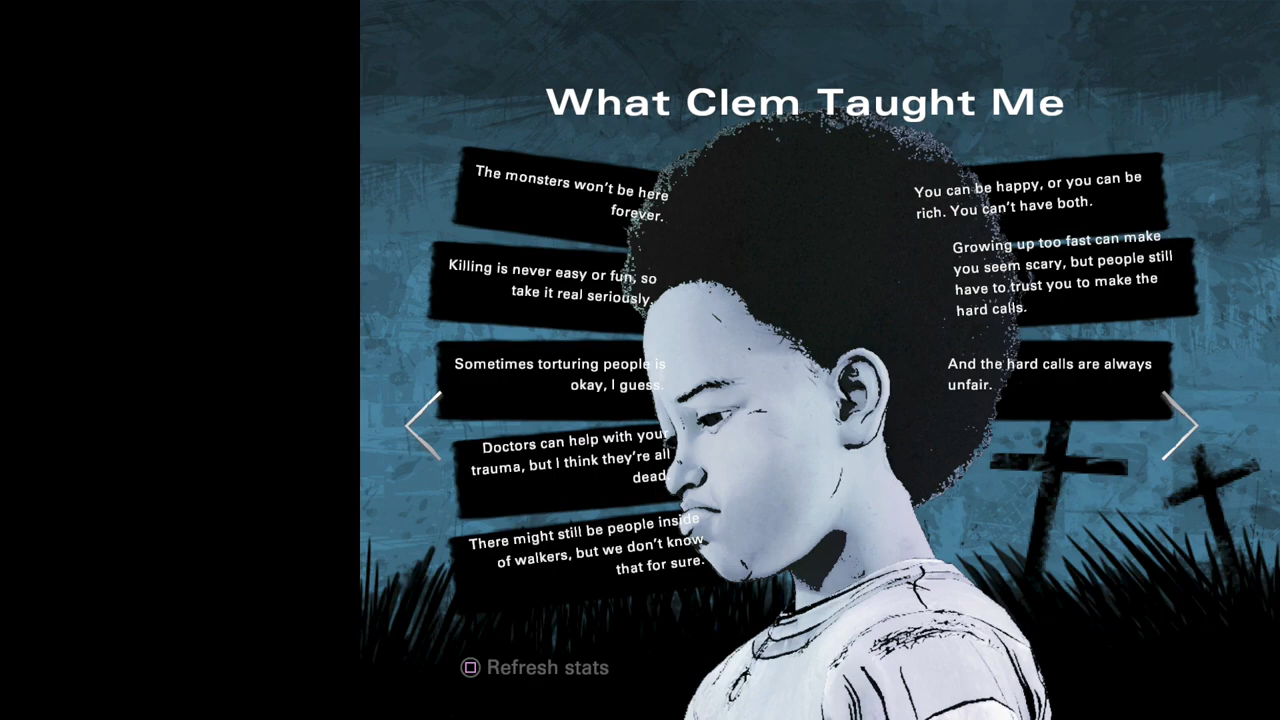 What Clem Taught Me
The monsters won't be here
forever.
Killing is never easy or fun, so
take it real seriously.
Sometimes torturing people is
okay, I guess.
Doctors can help with your
trauma, but I think they're all
dead.
There might still be people inside
of walkers, but we don't know
that for sure.
You can be happy, or you can be
rich. You can't have both.
Growing up too fast can make
you seem scary, but people still
have to trust you to make the
hard calls.
And the hard calls are always
unfair.
Refresh stats